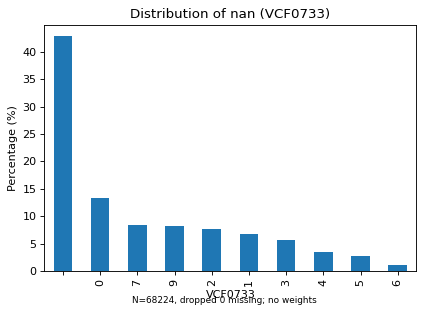 Distribution of nan (VCF0733)
Percentage (%)
40
35
30
25
20
15
10
5
0
0 7 9 2 1 3 4 5 6
VCF0733
N=68224, dropped 0 missing; no weights